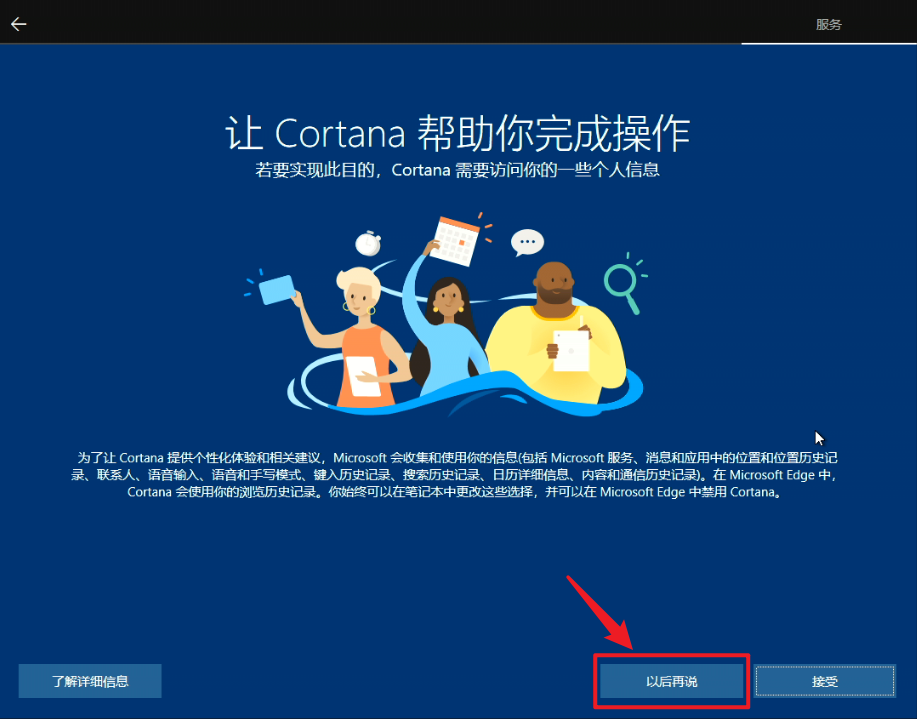 服务
让 Cortana 帮助你完成操作
若要实现此目的，Cortana 需要访问你的一些个人信息
为了让 Cortana 提供个性化体验和相关建议，Microsoft 会收集和使用你的信息(包括 Microsoft 服务、消息和应用中的位置和位置历史记
录、联系人、语音输入、语音和手写模式、键入历史记录、搜索历史记录、日历详细信息、内容和通信历史记录)。在 Microsoft Edge 中，
Cortana 会使用你的浏览历史记录。你始终可以在笔记本中更改这些选择，并可以在 Microsoft Edge 中禁用 Cortana。
了解详细信息
以后再说
接受